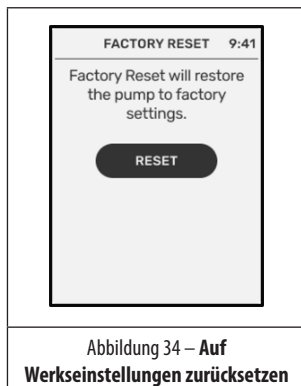 FACTORY RESET 9:41
Factory Reset will restore
the pump to factory
settings.
RESET
Abbildung 34 – Auf
Werkseinstellungen zurücksetzen